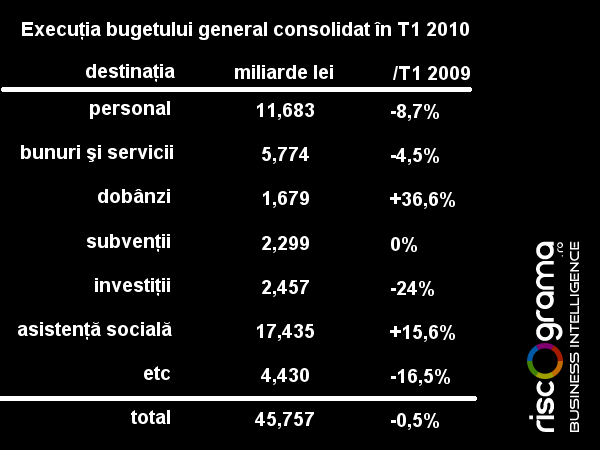 Execuția bugetului general consolidat în T1 2010
destinația miliarde lei /T1 2009
personal 11,683 -8,7%
bunuri şi servicii 5,774 -4,5%
dobânzi 1,679 +36,6%
subvenții 2,299 0%
investiții 2,457 -24%
asistență socială 17,435 +15,6%
etc 4,430 -16,5%
total 45,757 -0,5%
riscograma.ro
BUSINESS INTELLIGENCE